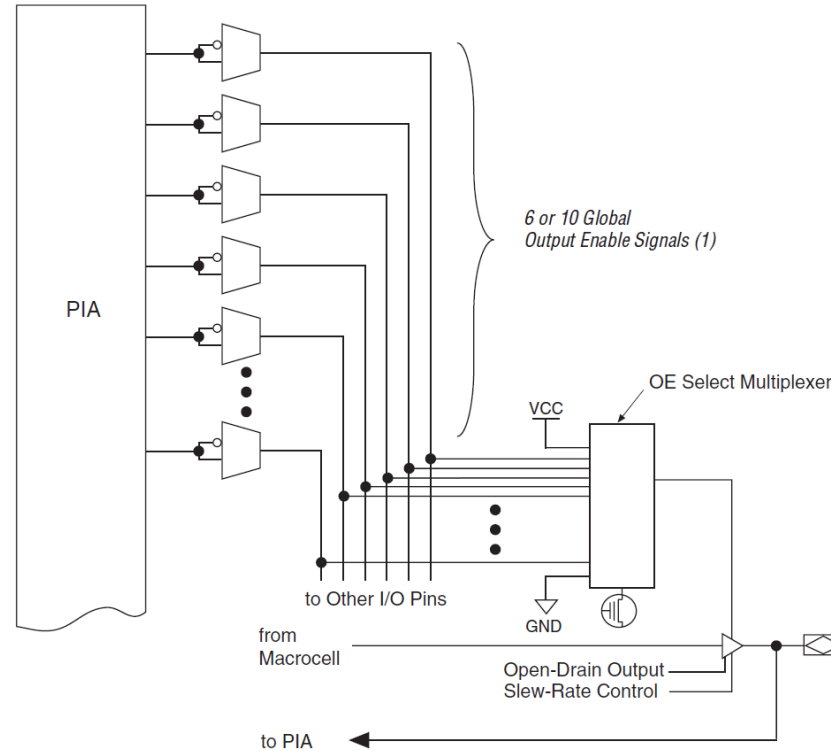 PIA
6 or 10 Global
Output Enable Signals (1)
OE Select Multiplexer
VCC
to Other I/O Pins
GND
from
Macrocell
Open-Drain Output
Slew-Rate Control
to PIA